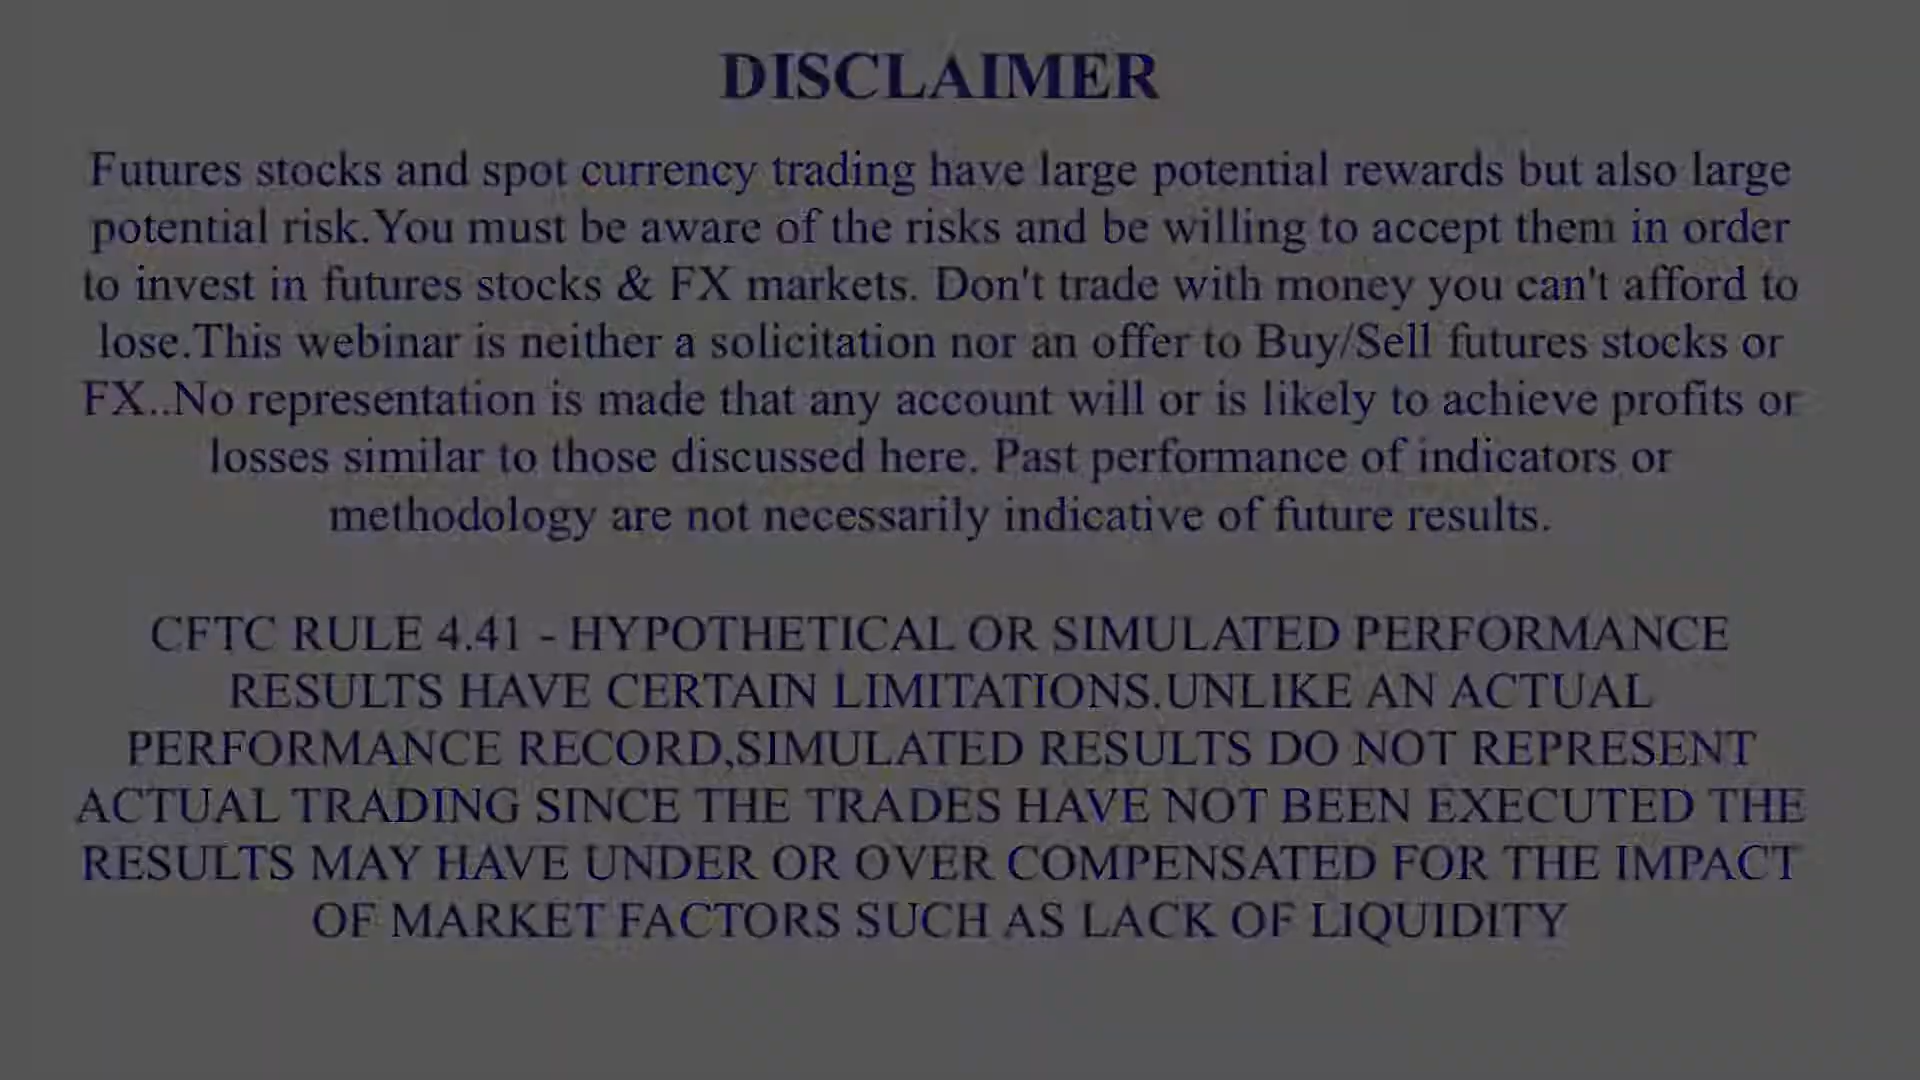 DISCLAIMER
Futures stocks and spot currency trading have large potential rewards but also large
potential risk.You must be aware of the risks and be willing to accept them in order
to invest in futures stocks & FX markets. Don't trade with money you can't afford to
lose.This webinar is neither a solicitation nor an offer to Buy/Sell futures stocks or
FX..No representation is made that any account will or is likely to achieve profits or
losses similar to those discussed here. Past performance of indicators or
methodology are not necessarily indicative of future results.
CFTC RULE 4.41 - HYPOTHETICAL OR SIMULATED PERFORMANCE
RESULTS HAVE CERTAIN LIMITATIONS.UNLIKE AN ACTUAL
PERFORMANCE RECORD,SIMULATED RESULTS DO NOT REPRESENT
ACTUAL TRADING SINCE THE TRADES HAVE NOT BEEN EXECUTED THE
RESULTS MAY HAVE UNDER OR OVER COMPENSATED FOR THE IMPACT
OF MARKET FACTORS SUCH AS LACK OF LIQUIDITY